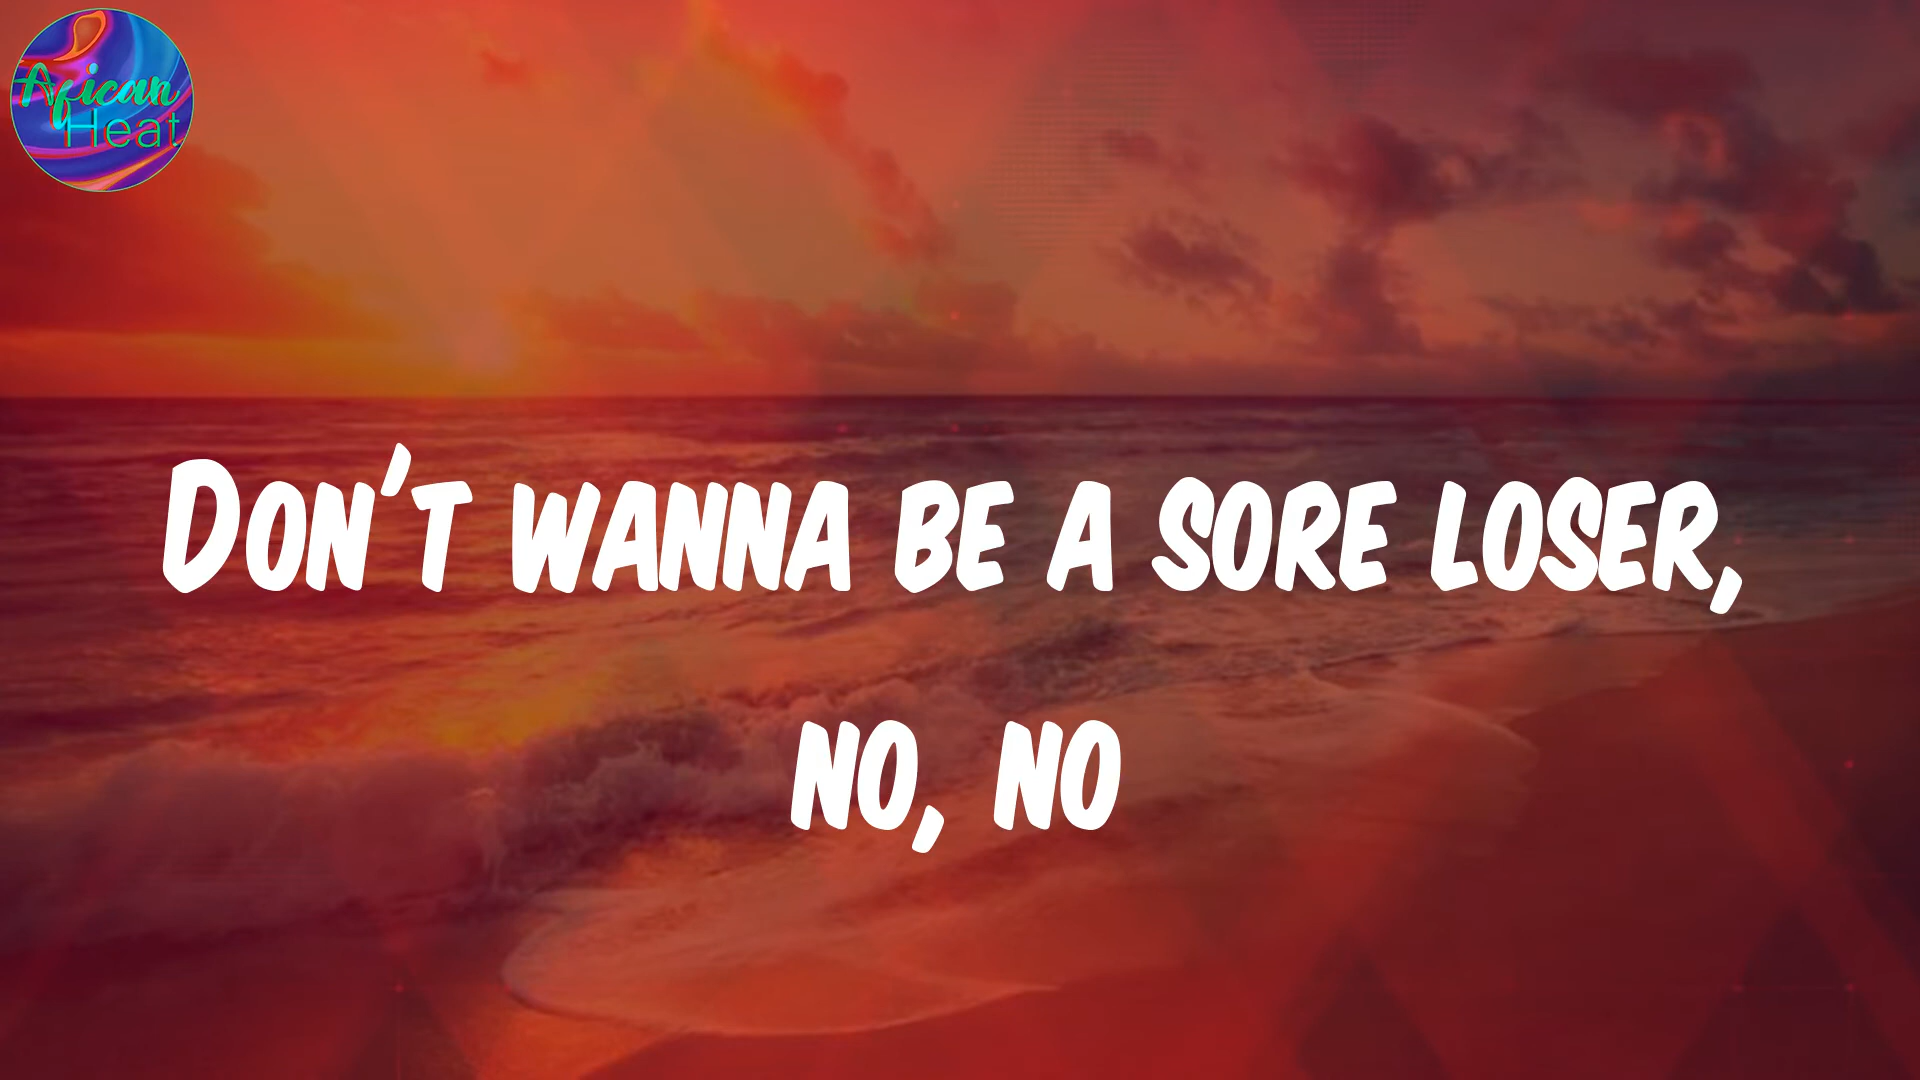 Afican
Heat
Don't wanna be a sore loser,
no, no